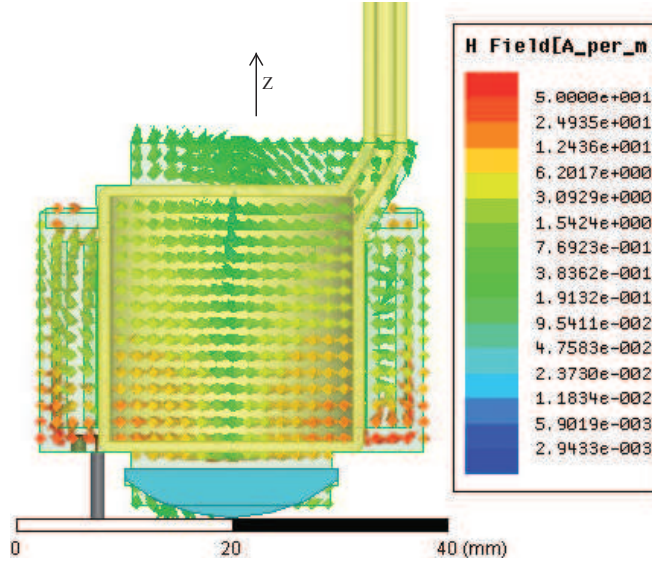 z
H Field[A_per_m
5.0000e+001
2.4935e+001
1.2436e+001
6.2017e+000
3.0929e+000
1.5424e+000
7.6923e-001
3.8362e-001
1.9132e-001
9.5411e-002
4.7583e-002
2.3730e-002
1.1834e-002
5.9019e-003
2.9433e-003
0 20 40 (mm)